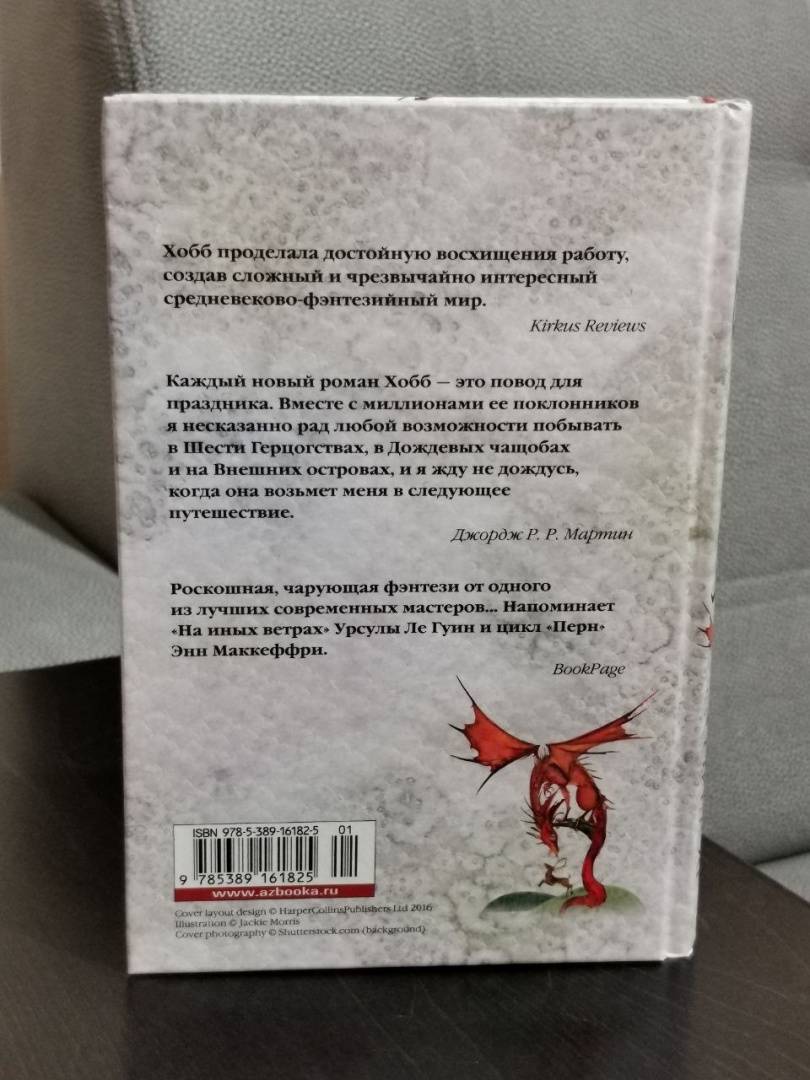 Хобб проделала достойную восхищения работу,
создав сложный и чрезвычайно интересный
средневеково-фэнтезийный мир.
Kirkus Reviews
Каждый новый роман Хобб — это повод для
праздника. Вместе с миллионами ее поклонников
я несказанно рад любой возможности побывать
в Шести Герцогствах, в Дождевых чащобах
и на Внешних островах, и я жду не дождусь,
когда она возьмет меня в следующее
путешествие.
Джордж Р. Р. Мартин
Роскошная, чарующая фэнтези от одного
из лучших современных мастеров... Напоминает
«На иных ветрах» Урсулы Ле Гуин и цикл «Перн»
Энн Маккеффри.
BookPage
ISBN 978-5-389-16182-5 01
9 785389 161825
www.azbooka.ru
Cover layout design © HarperCollinsPublishers Ltd 2016
Illustration © Jackie Morris
Cover photography © Shutterstock.com (background)